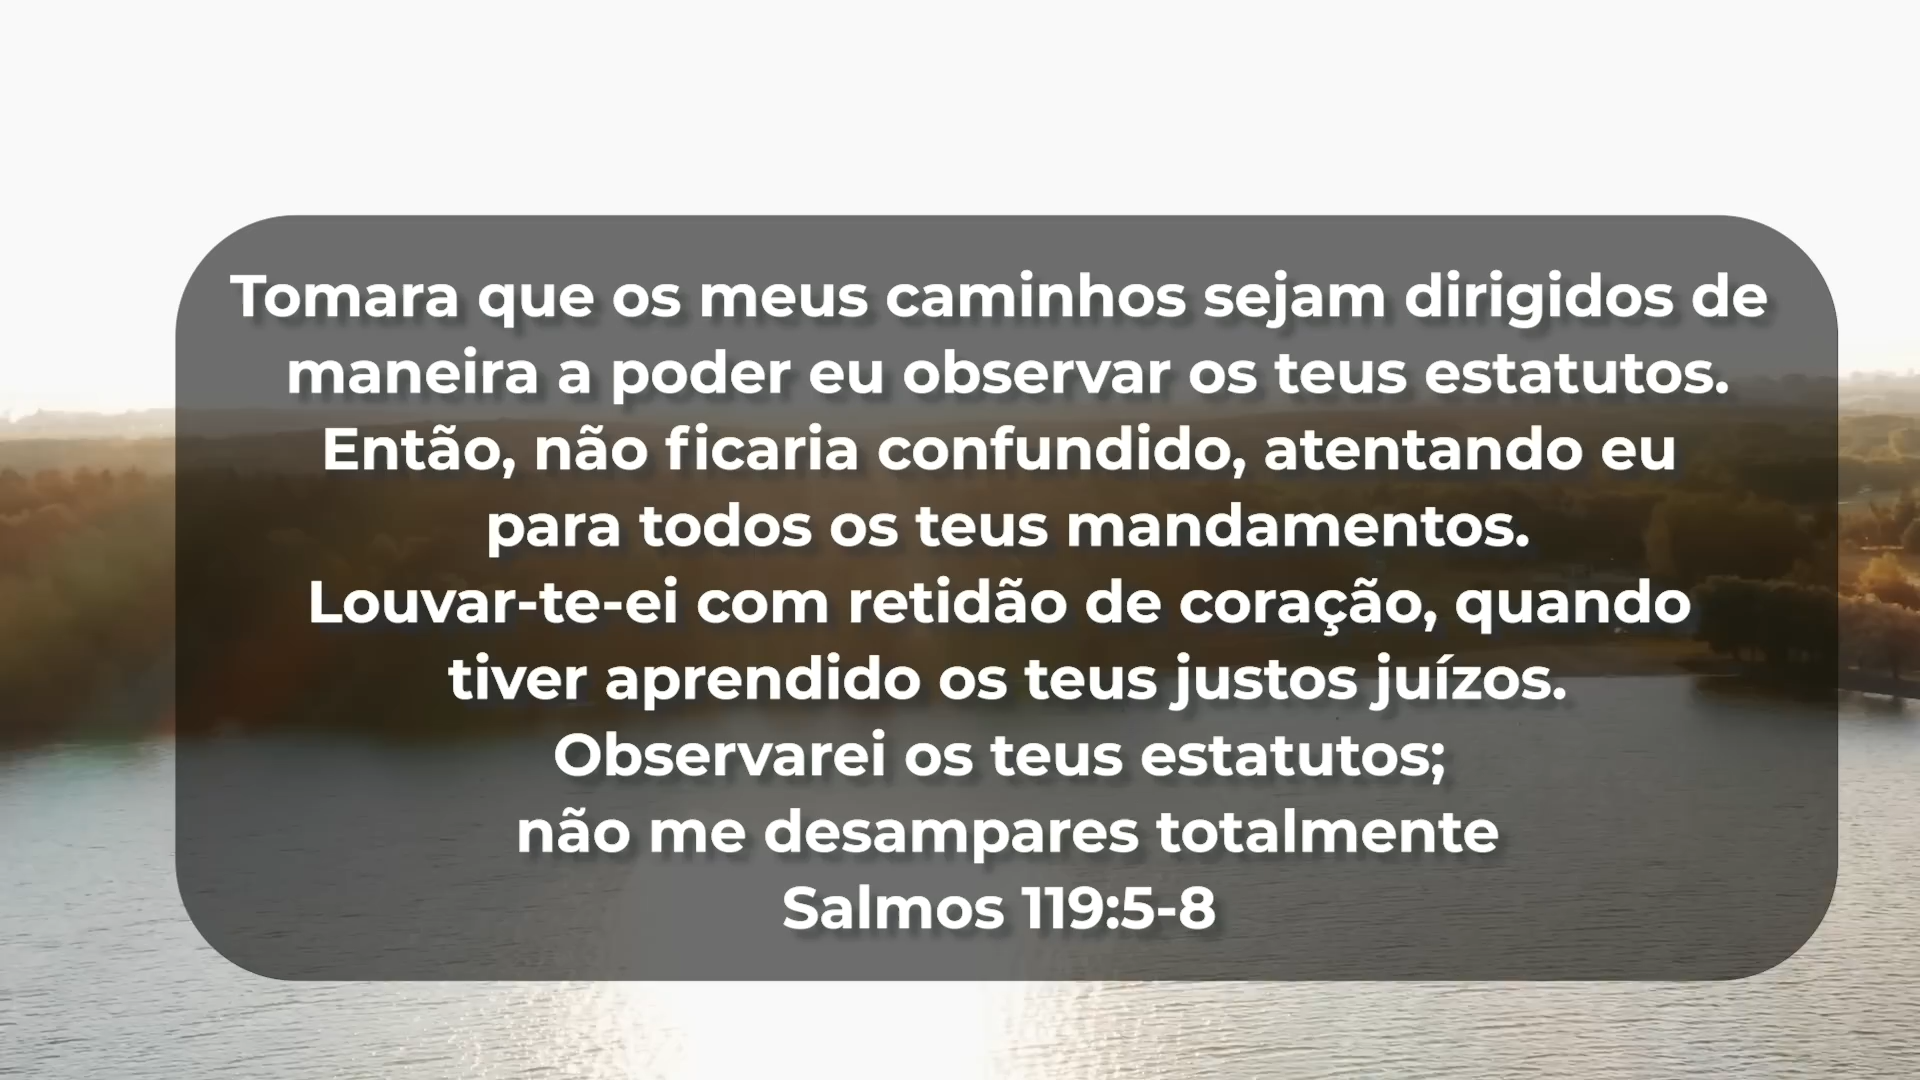 Tomara que os meus caminhos sejam dirigidos de
maneira a poder eu observar os teus estatutos.
Então, não ficaria confundido, atentando eu
para todos os teus mandamentos.
Louvar-te-ei com retidão de coração, quando
tiver aprendido os teus justos juízos.
Observarei os teus estatutos;
não me desampares totalmente
Salmos 119:5-8